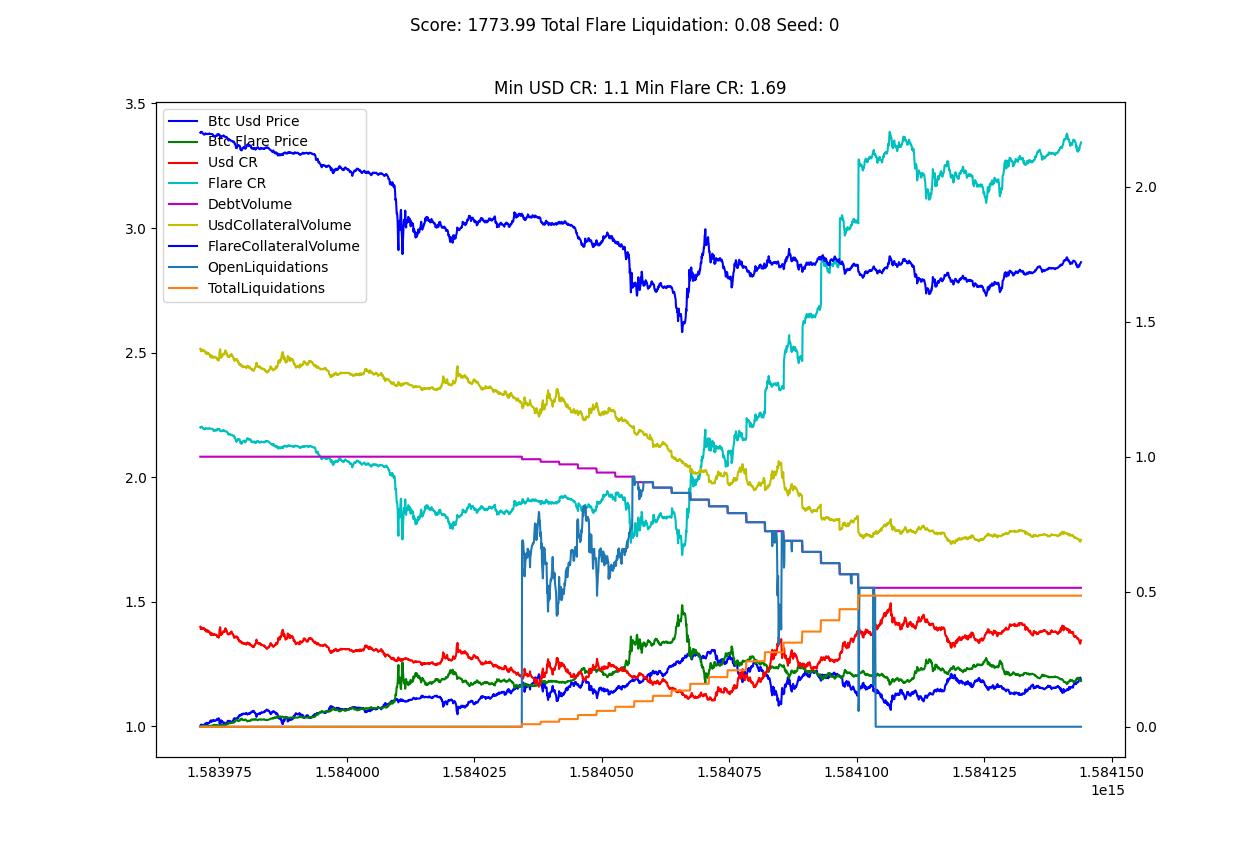 Score: 1773.99 Total Flare Liquidation: 0.08 Seed: 0
Min USD CR: 1.1 Min Flare CR: 1.69
Btc Usd Price
Btc Flare Price
Usd CR
Flare CR
DebtVolume
UsdCollateralVolume
FlareCollateralVolume
OpenLiquidations
TotalLiquidations
3.5
3.0
2.5
2.0
1.5
1.0
2.0
1.5
1.0
0.5
0.0
1.583975 1.584000 1.584025 1.584050 1.584075 1.584100 1.584125 1.584150
1e15